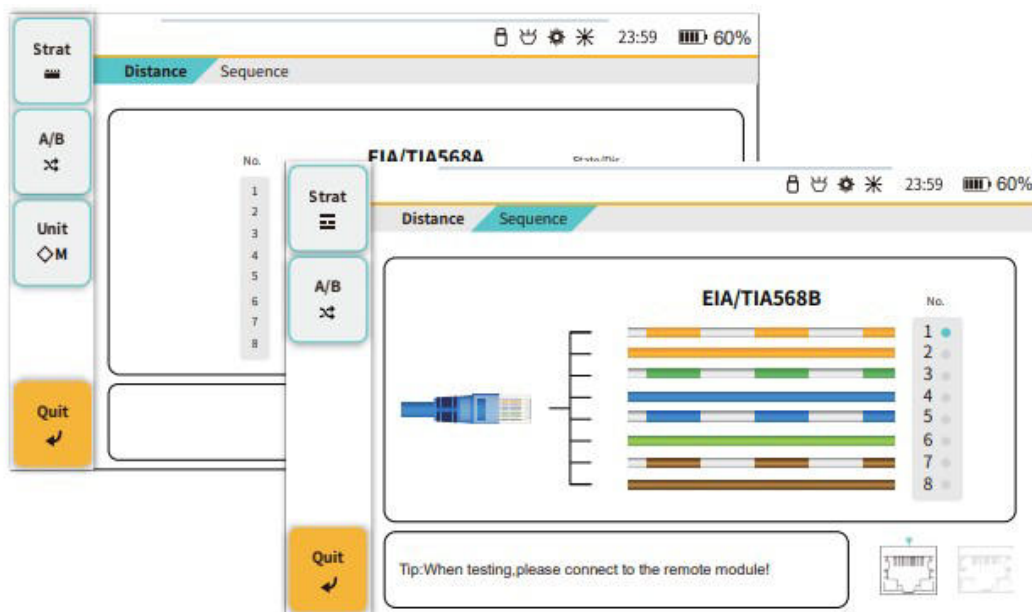 Strat
23:59 60%
Distance Sequence
A/B
EIA/TIA568A
No. State/Dis
1
2
3
4
5
6
7
8
Unit
M
Quit
Strat
23:59 60%
Distance Sequence
A/B
EIA/TIA568B
No.
1
2
3
4
5
6
7
8
Quit
Tip:When testing,please connect to the remote module!